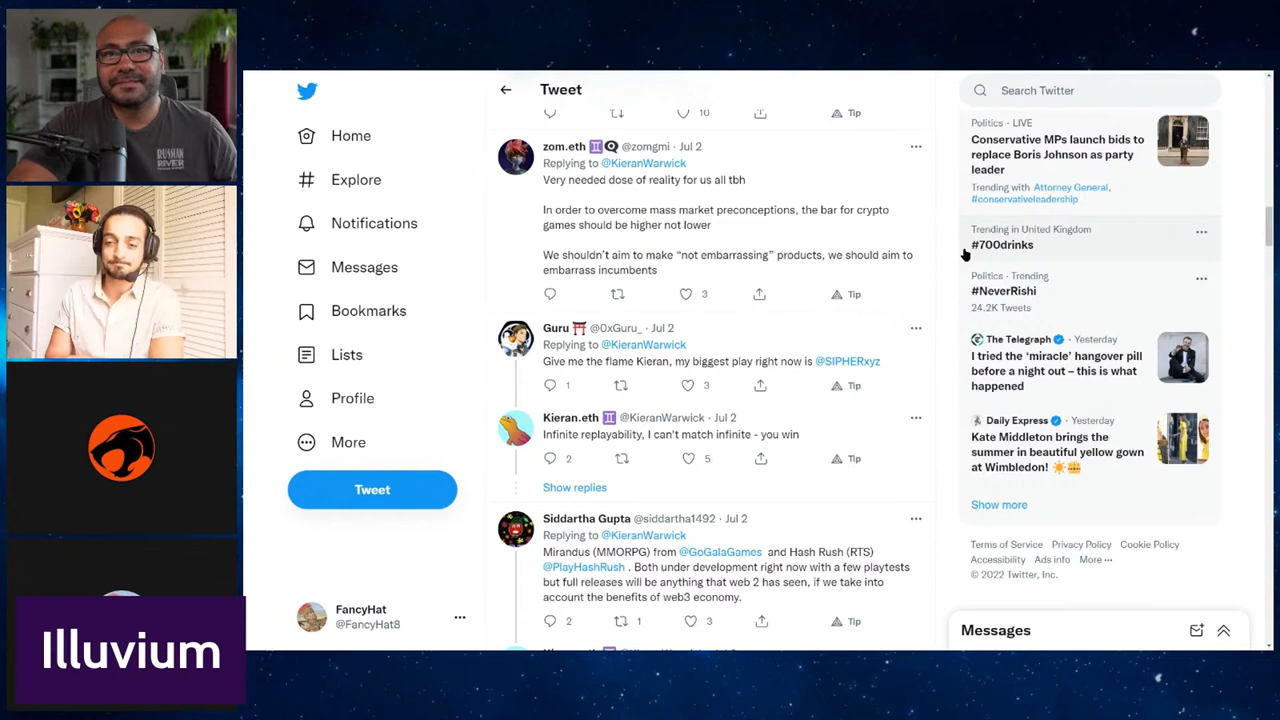 RUSSIAN
RIVER
Illuvium
Home
Explore
Notifications
Messages
Bookmarks
Lists
Profile
More
Tweet
FancyHat
@FancyHat8
Tweet
10
Tip
zom.eth @zomgmi · Jul 2
Replying to @KieranWarwick
Very needed dose of reality for us all tbh
In order to overcome mass market preconceptions, the bar for crypto
games should be higher not lower
We shouldn't aim to make “not embarrassing” products, we should aim to
embarrass incumbents
3
Tip
Guru @0xGuru_ · Jul 2
Replying to @KieranWarwick
Give me the flame Kieran, my biggest play right now is @SIPHERxyz
1
3
Tip
Kieran.eth @KieranWarwick · Jul 2
Infinite replayability, I can't match infinite - you win
2
5
Tip
Show replies
Siddartha Gupta @siddartha1492 · Jul 2
Replying to @KieranWarwick
Mirandus (MMORPG) from @GoGalaGames and Hash Rush (RTS)
@PlayHashRush . Both under development right now with a few playtests
but full releases will be anything that web 2 has seen, if we take into
account the benefits of web3 economy.
2
1
3
Tip
Search Twitter
Politics · LIVE
Conservative MPs launch bids to
replace Boris Johnson as party
leader
Trending with Attorney General,
#conservativeleadership
Trending in United Kingdom
#700drinks
Politics · Trending
#NeverRishi
24.2K Tweets
The Telegraph · Yesterday
I tried the ‘miracle’ hangover pill
before a night out – this is what
happened
Daily Express · Yesterday
Kate Middleton brings the
summer in beautiful yellow gown
at Wimbledon! ☀️
Show more
Terms of Service Privacy Policy Cookie Policy
Accessibility Ads info More ···
© 2022 Twitter, Inc.
Messages